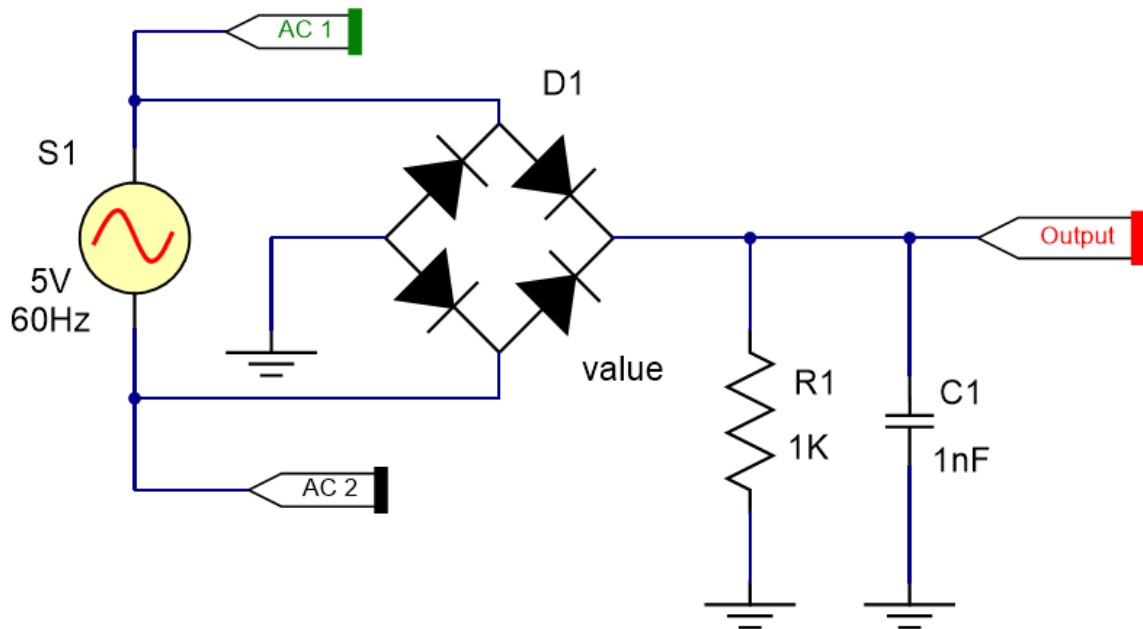 AC 1
D1
S1
5V
60Hz
Output
value
R1
1K
C1
1nF
AC 2